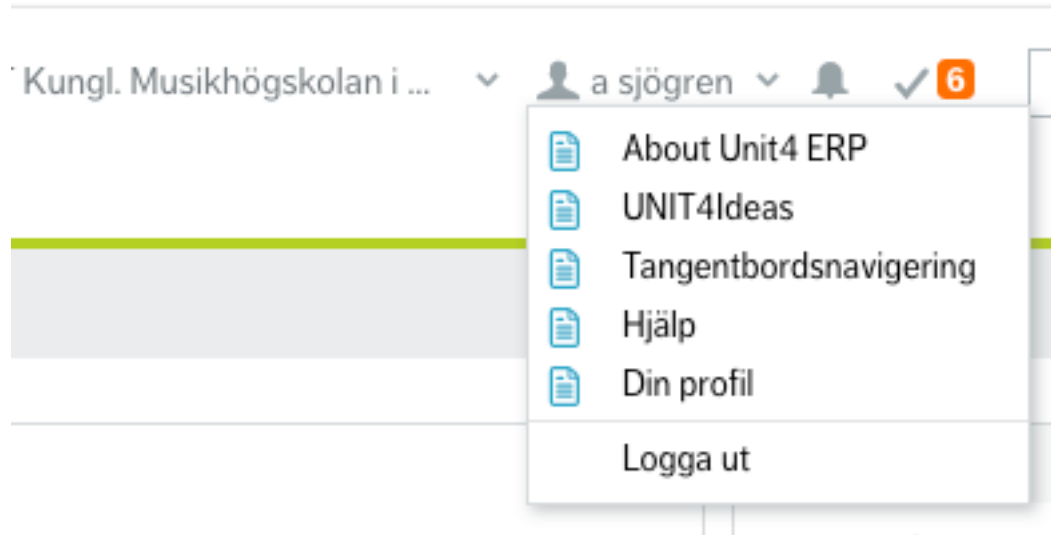 Kungl. Musikhögskolan i ... a sjögren 6
About Unit4 ERP
UNIT4Ideas
Tangentbordsnavigering
Hjälp
Din profil
Logga ut